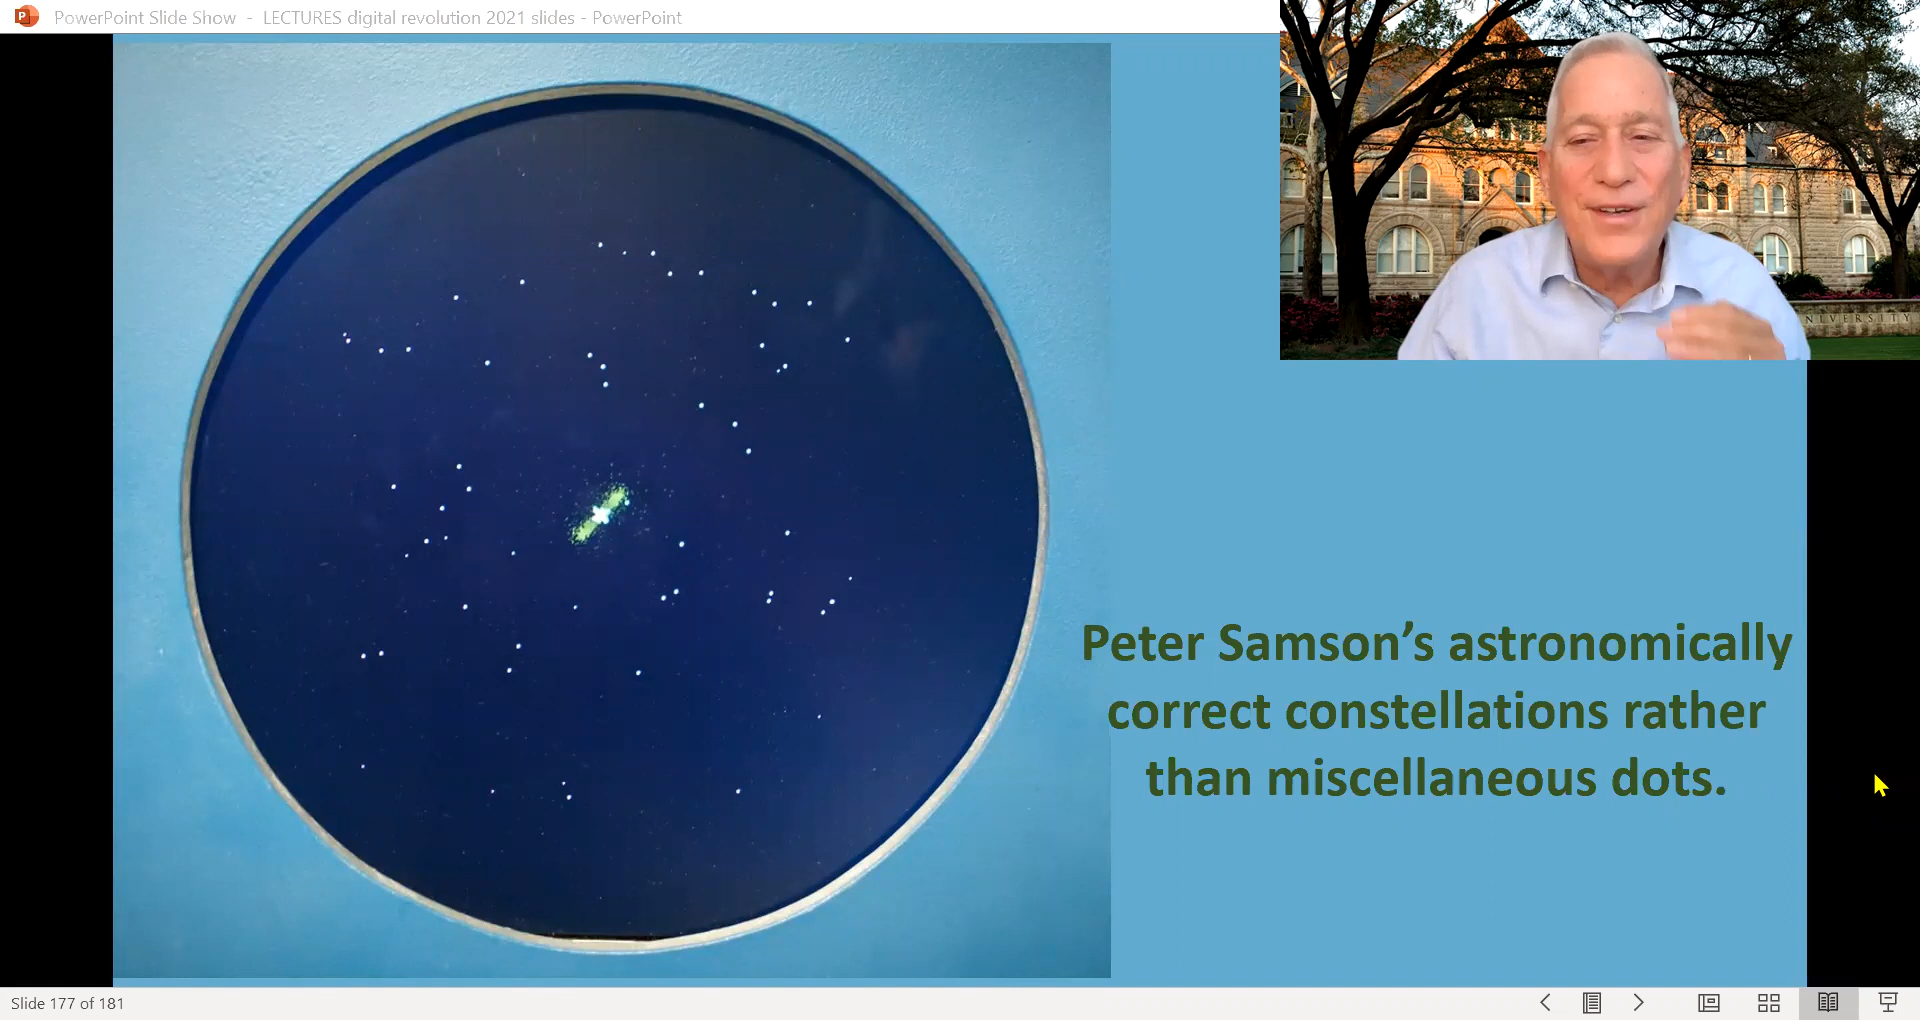 PowerPoint Slide Show - LECTURES digital revolution 2021 slides - PowerPoint
NIVERSITY
Peter Samson’s astronomically
correct constellations rather
than miscellaneous dots.
Slide 177 of 181